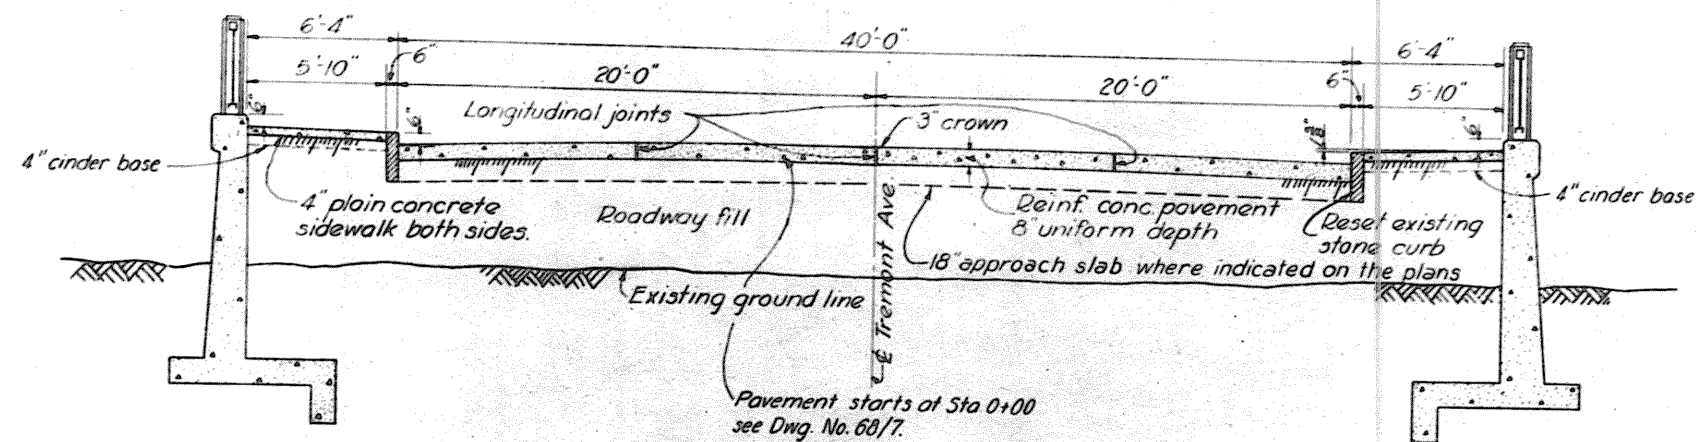 6'-4"
40'-0"
6'-4"
5'-10"
6"
20'-0"
20'-0"
6"
5'-10"
Longitudinal joints
3" crown
6"
4" cinder base
4" cinder base
4" plain concrete
sidewalk both sides.
Roadway fill
Reinf. conc. pavement
8" uniform depth
Reset existing
stone curb
18" approach slab where indicated on the plans
Existing ground line
℄ Tremont Ave.
Pavement starts at Sta 0+00
see Dwg. No. 68/7.